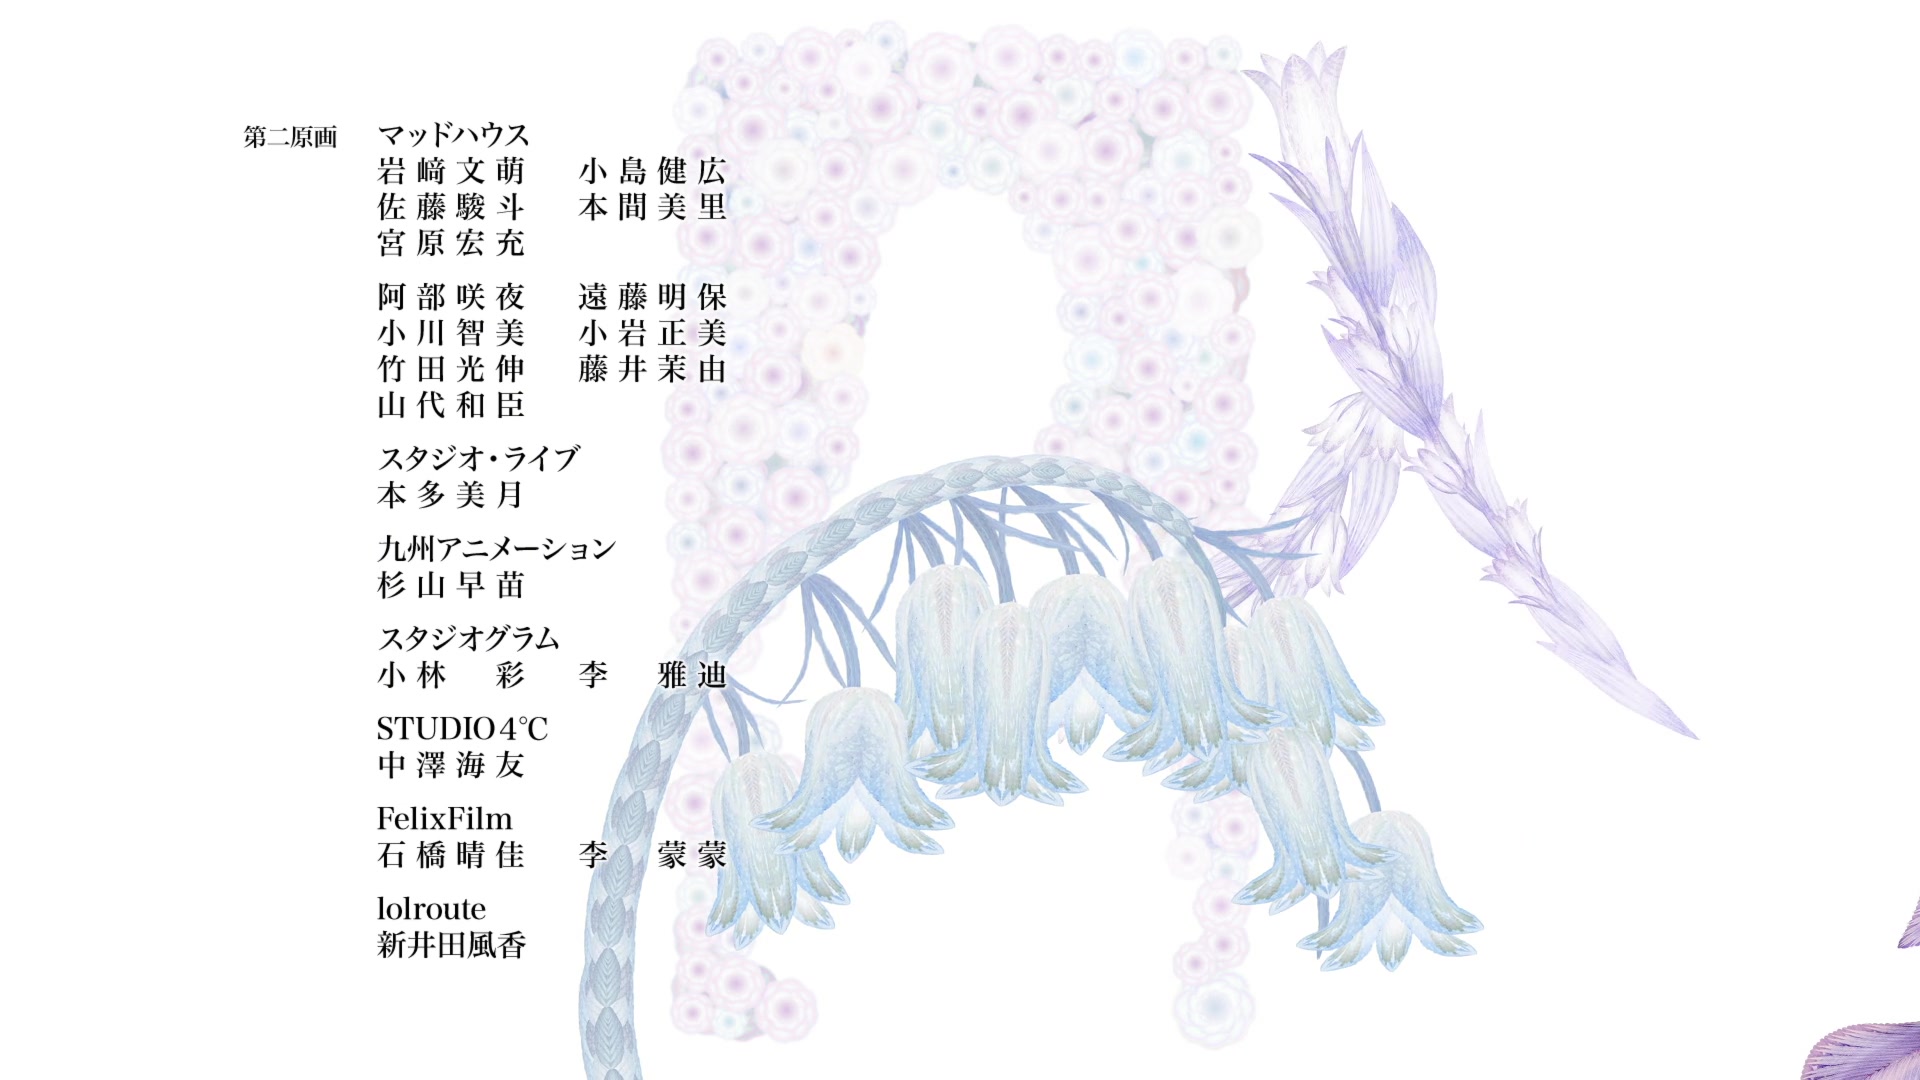 第二原画 マッドハウス
岩﨑文萌 小島健広
佐藤駿斗 本間美里
宮原宏充
阿部咲夜 遠藤明保
小川智美 小岩正美
竹田光伸 藤井茉由
山代和臣
スタジオ・ライブ
本多美月
九州アニメーション
杉山早苗
スタジオグラム
小林 彩 李 雅迪
STUDIO4℃
中澤海友
FelixFilm
石橋晴佳 李 蒙蒙
lolroute
新井田風香